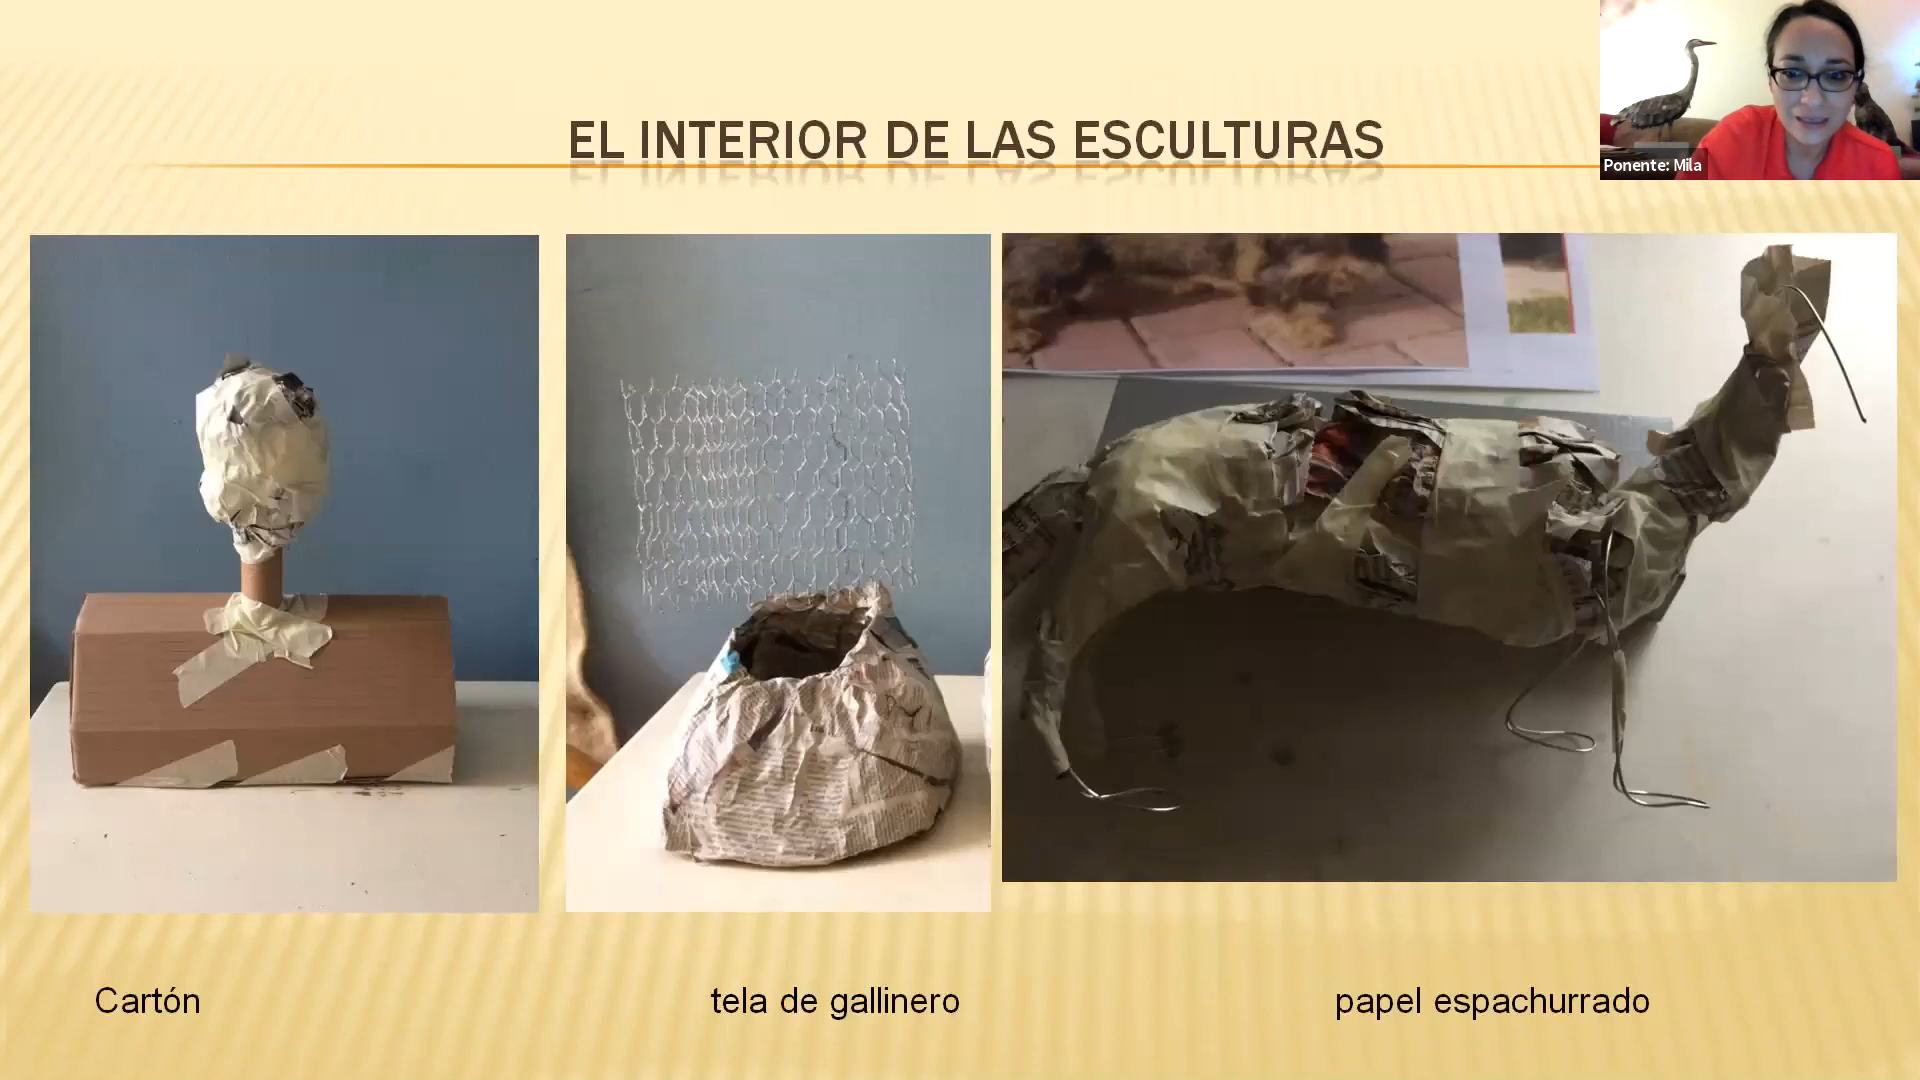 EL INTERIOR DE LAS ESCULTURAS
Ponente: Mila
Cartón
tela de gallinero
papel espachurrado